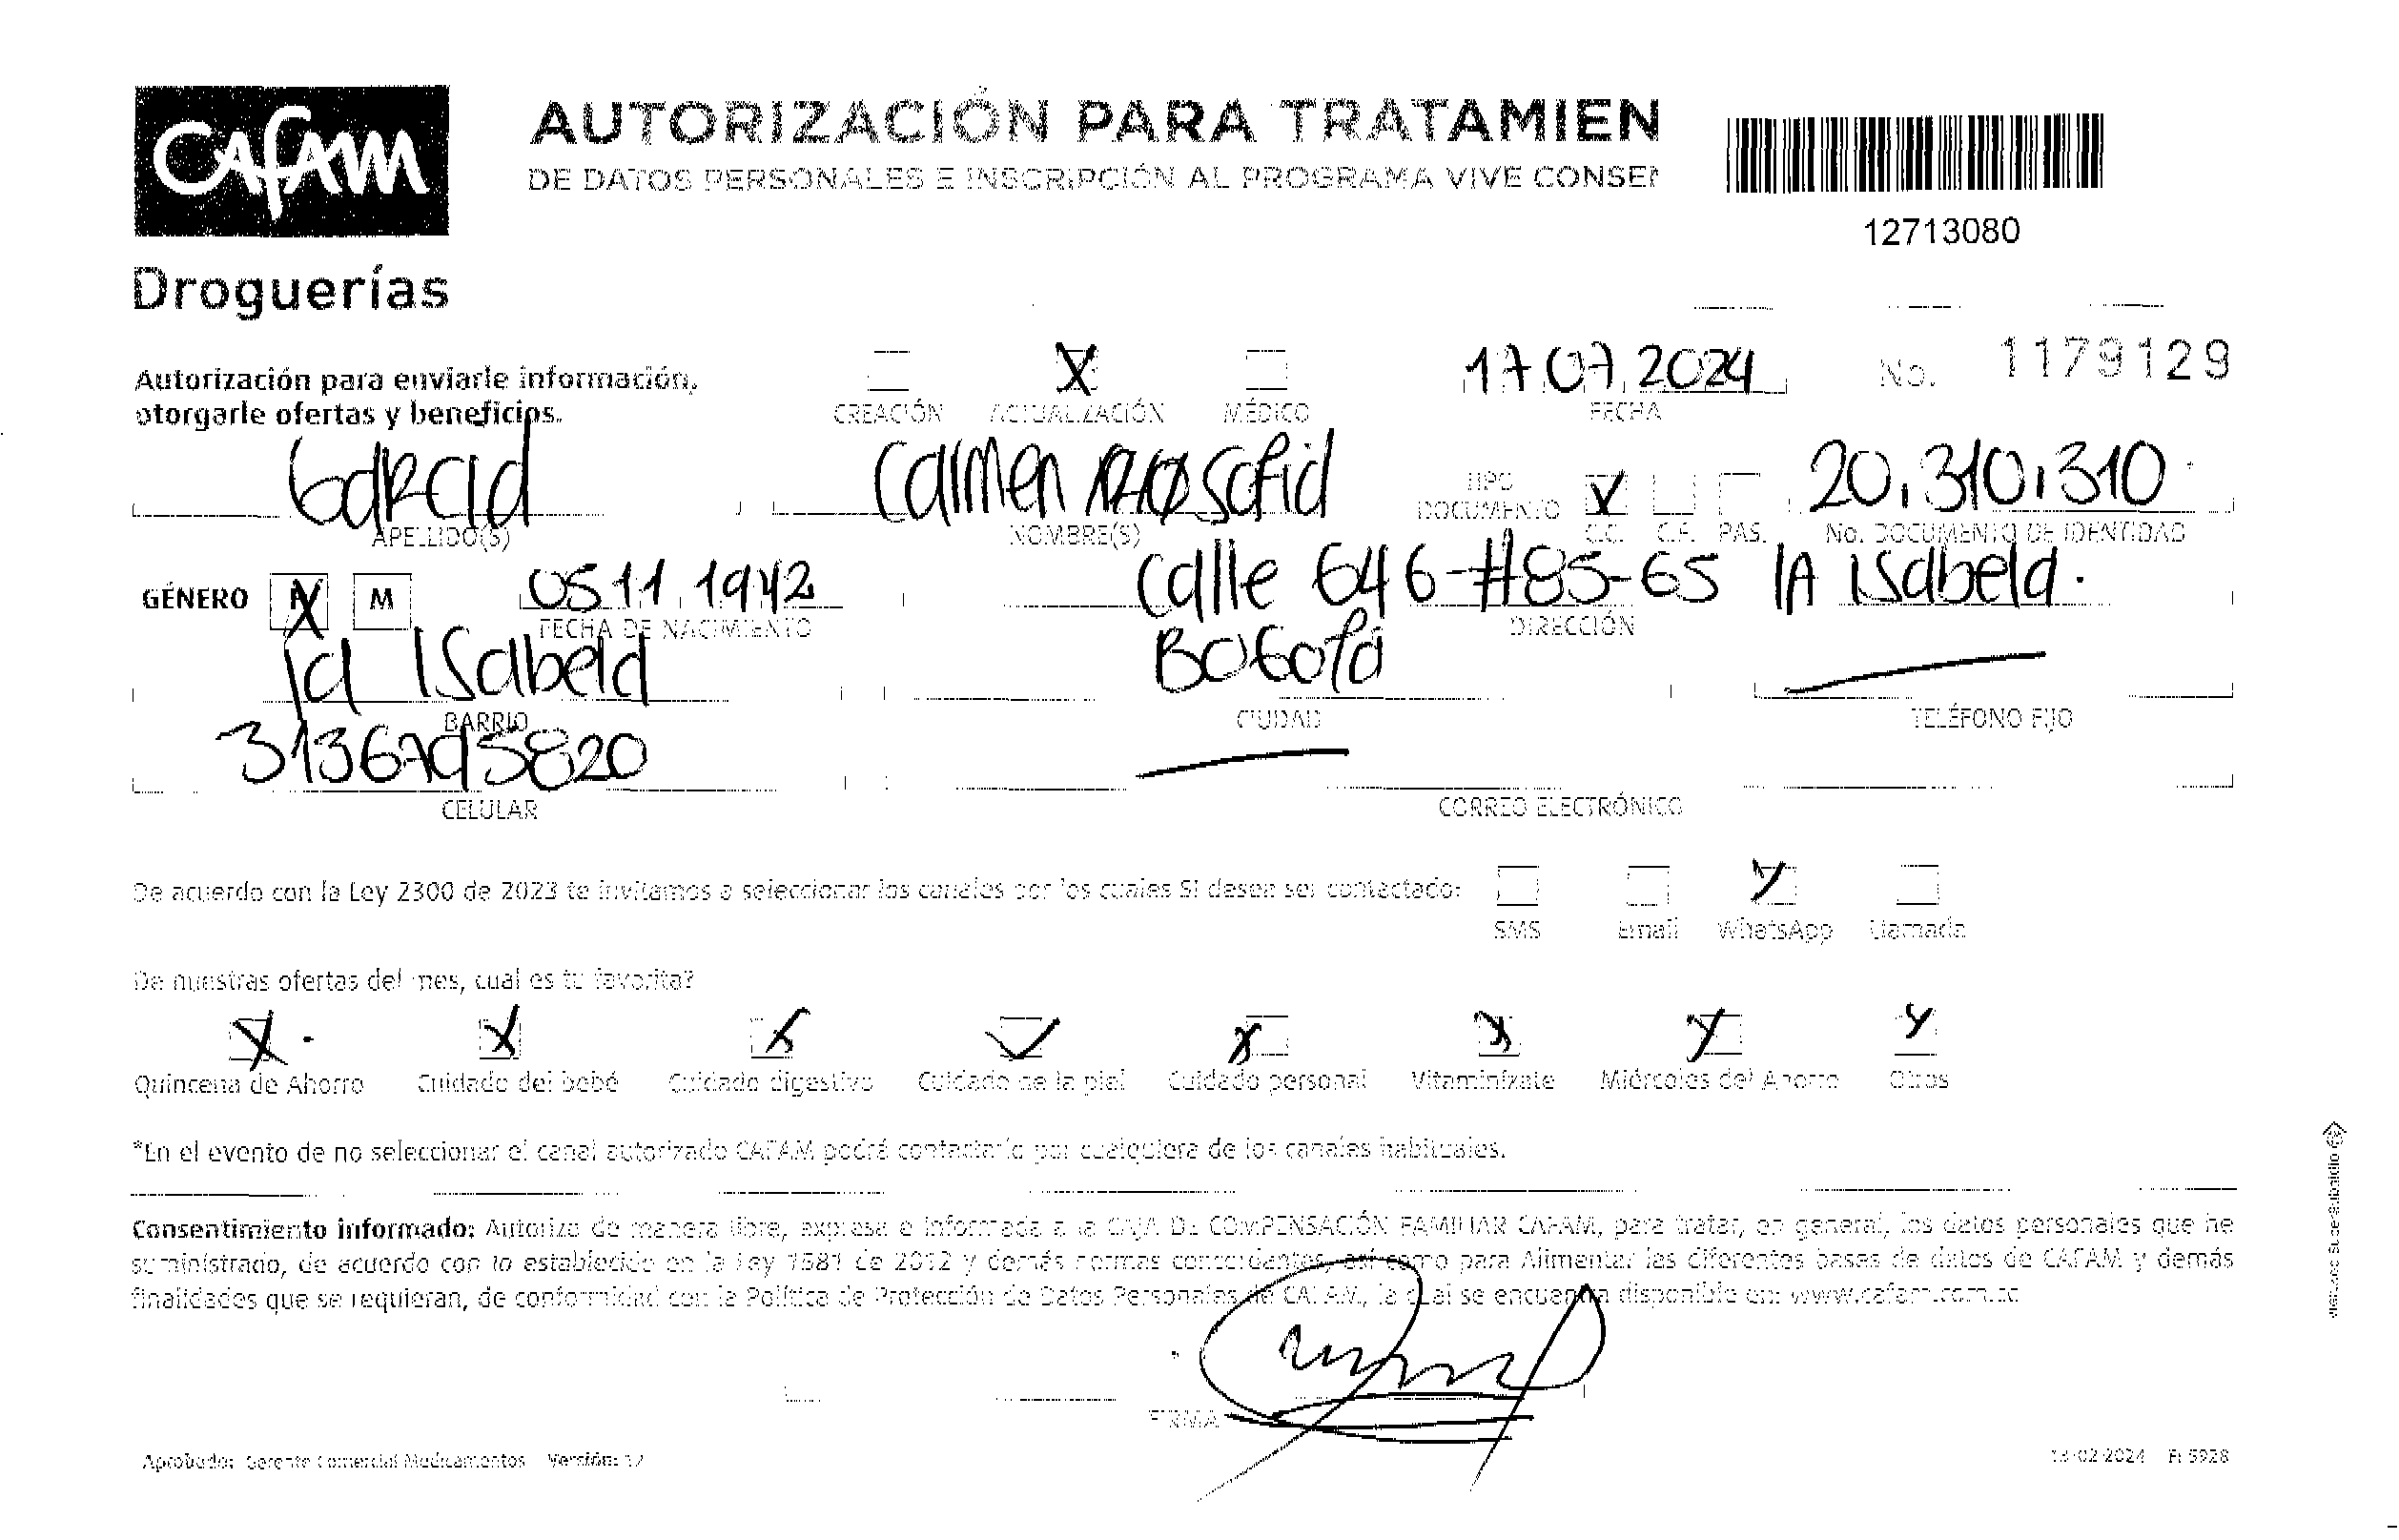 CAFAM
Droguerías
AUTORIZACIÓN PARA TRATAMIEN
DE DATOS PERSONALES E INSCRIPCIÓN AL PROGRAMA VIVE CONSE
12713080
Autorización para enviarle información,
otorgarle ofertas y beneficios.
X
CREACIÓN ACTUALIZACIÓN MÉDICO
17 07 2024
FECHA
No. 1179129
García
APELLIDO(S)
Carmen
NOMBRE(S)
TIPO
DOCUMENTO
X
C.C. C.E. PAS.
20.310.310
No. DOCUMENTO DE IDENTIDAD
GÉNERO F M
05 11 1942
FECHA DE NACIMIENTO
Calle 64 #85-65 la Isabela.
DIRECCIÓN
la Isabela
BARRIO
Bogotá
CIUDAD
TELÉFONO FIJO
3136795820
CELULAR
CORREO ELECTRÓNICO
De acuerdo con la Ley 2300 de 2023 te invitamos a seleccionar los canales por los cuales SI desea ser contactado:
SMS Email WhatsApp Llamada
De nuestras ofertas del mes, cual es tu favorita?
Quincena de Ahorro Cuidado del bebé Cuidado digestivo Cuidado de la piel Cuidado personal Vitaminízate Miércoles del Ahorro Otros
*En el evento de no seleccionar el canal autorizado CAFAM podrá contactarlo por cualquiera de los canales habituales.
Consentimiento informado: Autorizo de manera libre, expresa e informada a la CAJA DE COMPENSACIÓN FAMILIAR CAFAM, para tratar, en general, los datos personales que he
suministrado, de acuerdo con lo establecido en la Ley 1581 de 2012 y demás normas concordantes, así como para Alimentar las diferentes bases de datos de CAFAM y demás
finalidades que se requieran, de conformidad con la Política de Protección de Datos Personales de CAFAM, la cual se encuentra disponible en: www.cafam.com.co
FIRMA
Aprobado: Gerente Comercial Medicamentos Versión: 12
13-02-2024
VIGILADO SuperSubsidio